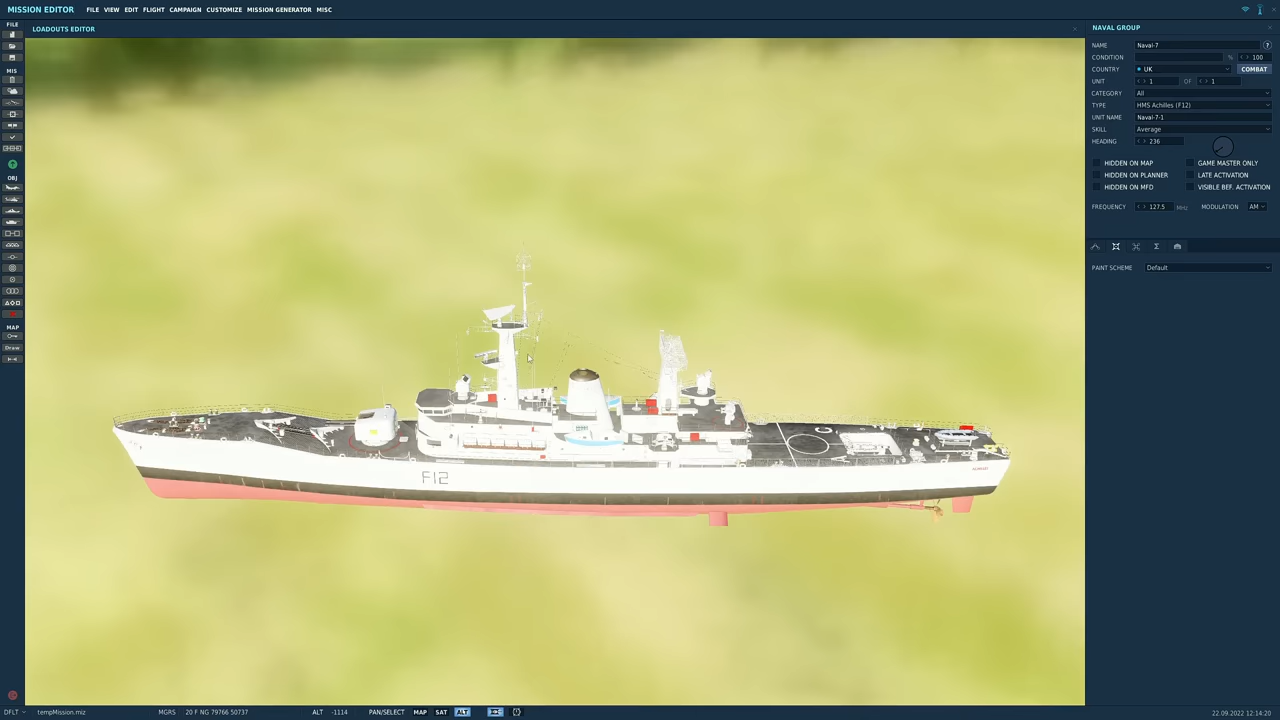 MISSION EDITOR
FILE VIEW EDIT FLIGHT CAMPAIGN CUSTOMIZE MISSION GENERATOR MISC
LOADOUTS EDITOR
FILE
MIS
OBJ
MAP
Draw
F12
NAVAL GROUP
NAME Naval-7 ?
CONDITION % 100
COUNTRY UK COMBAT
UNIT 1 OF 1
CATEGORY All
TYPE HMS Achilles (F12)
UNIT NAME Naval-7-1
SKILL Average
HEADING 236
HIDDEN ON MAP GAME MASTER ONLY
HIDDEN ON PLANNER LATE ACTIVATION
HIDDEN ON MFD VISIBLE BEF. ACTIVATION
FREQUENCY 127.5 MHz MODULATION AM
PAINT SCHEME Default
DFLT tempMission.miz MGRS 20 F NG 79766 50737 ALT -1114 PAN/SELECT MAP SAT ALT 22.09.2022 12:14:20